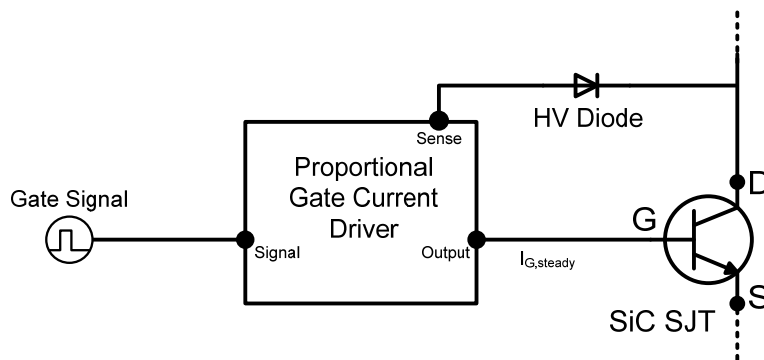 Sense
HV Diode
Proportional
Gate Current
Driver
Gate Signal
Signal
Output
IG,steady
D
G
S
SiC SJT